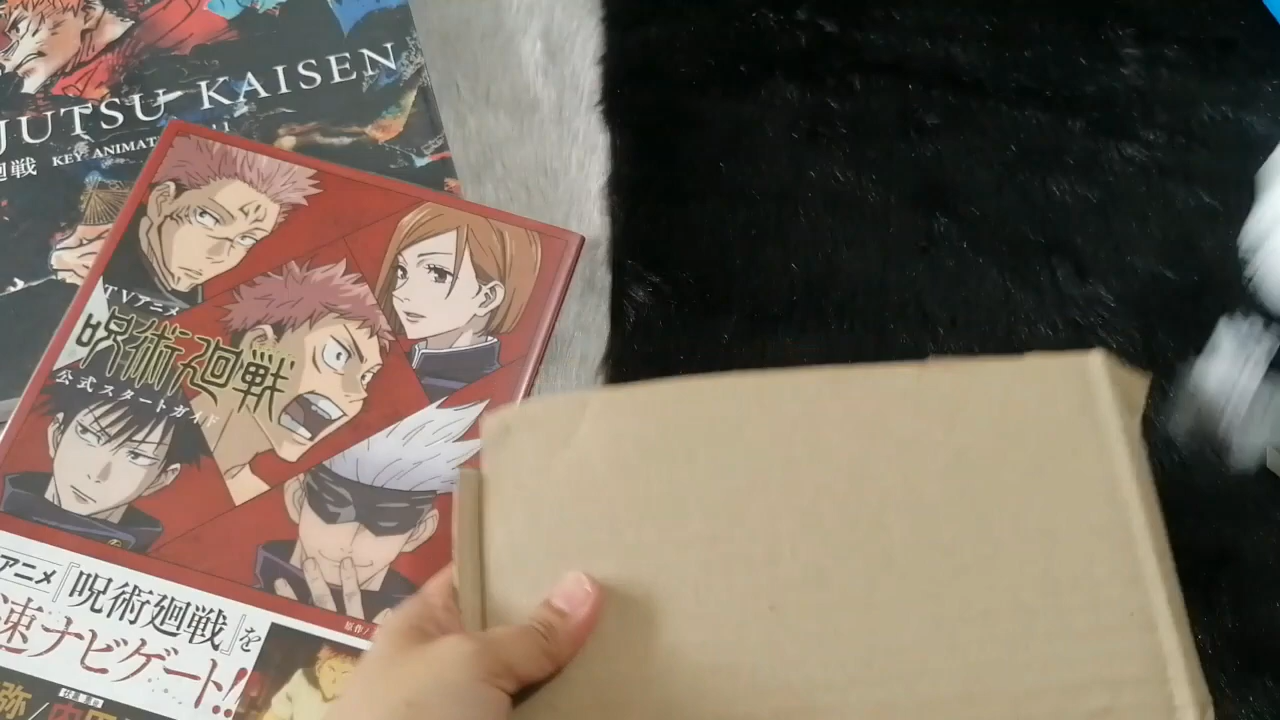 JUTSU KAISEN
廻戦 KEY ANIMAT
TVアニメ
呪術廻戦
公式スタートガイド
アニメ『呪術廻戦』を
速ナビゲート!!
原作/